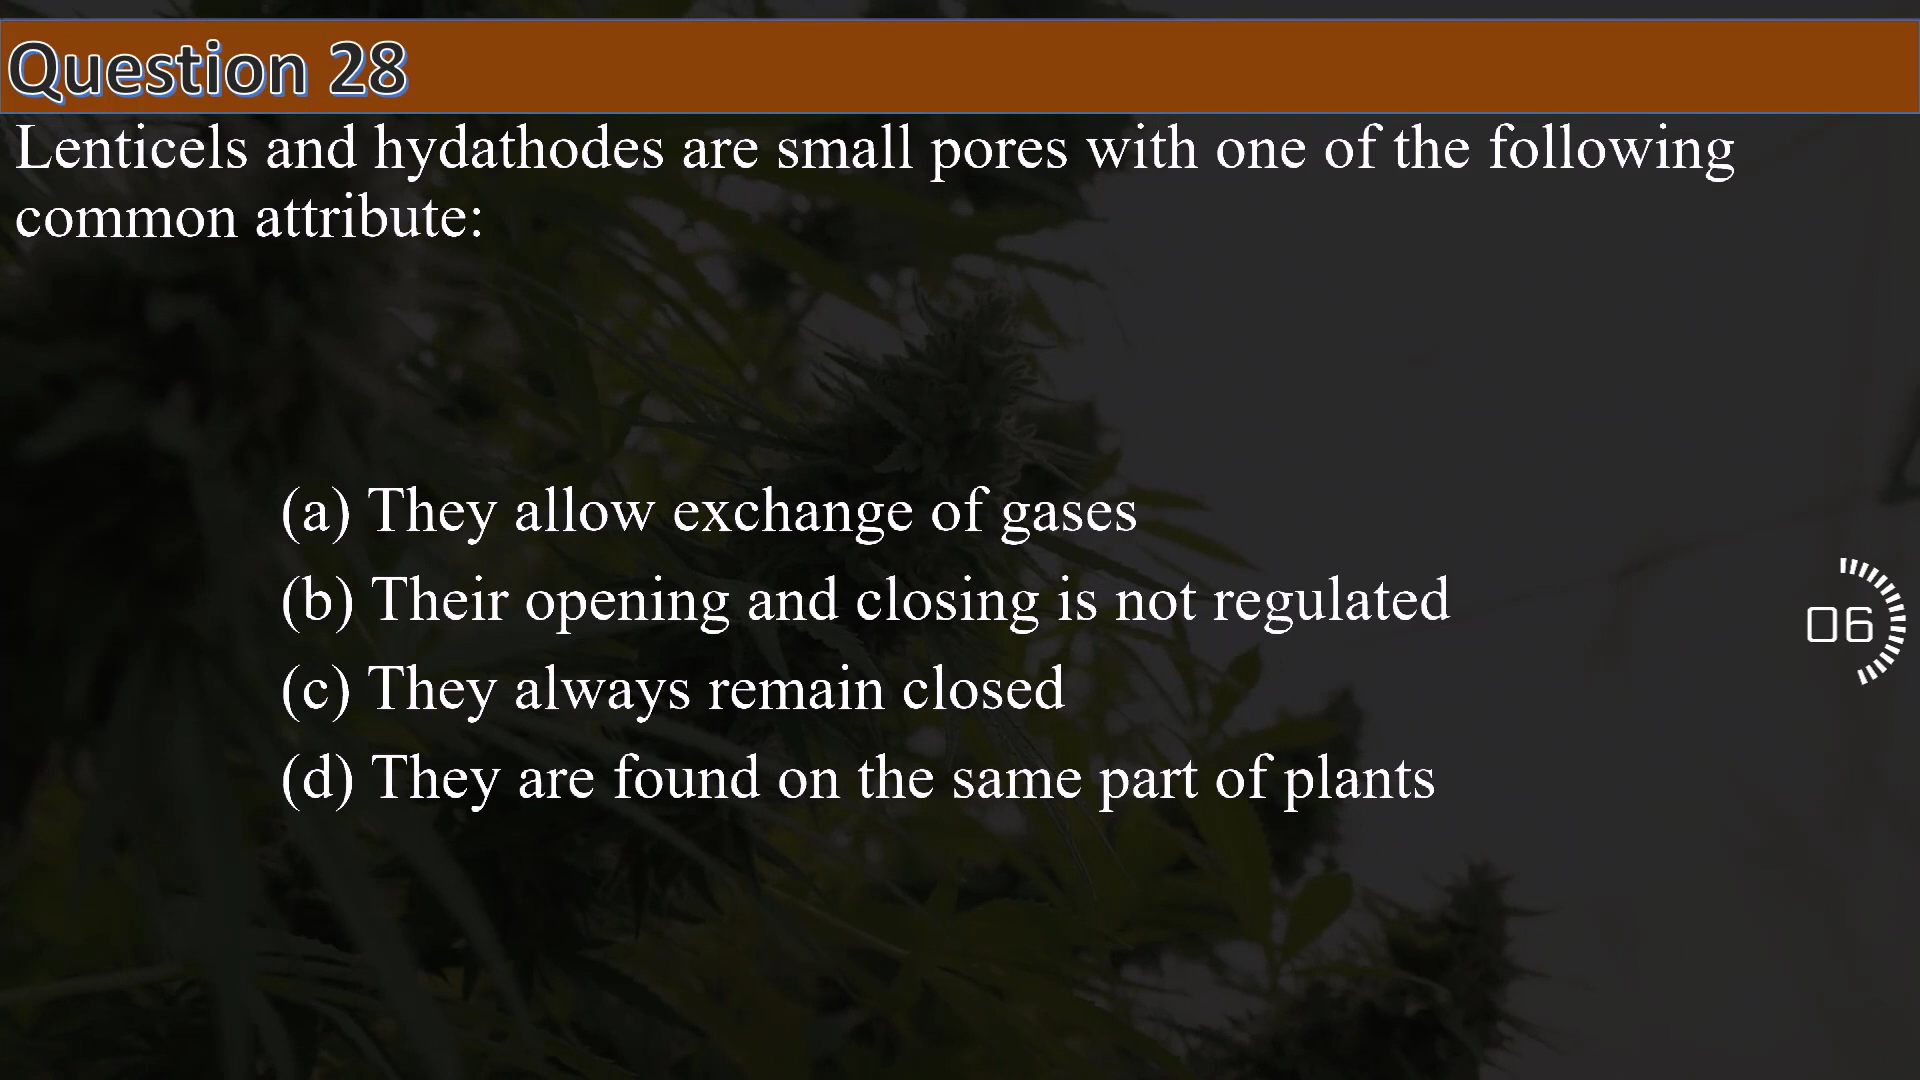 Question 28
Lenticels and hydathodes are small pores with one of the following
common attribute:
(a) They allow exchange of gases
(b) Their opening and closing is not regulated
06
(c) They always remain closed
(d) They are found on the same part of plants